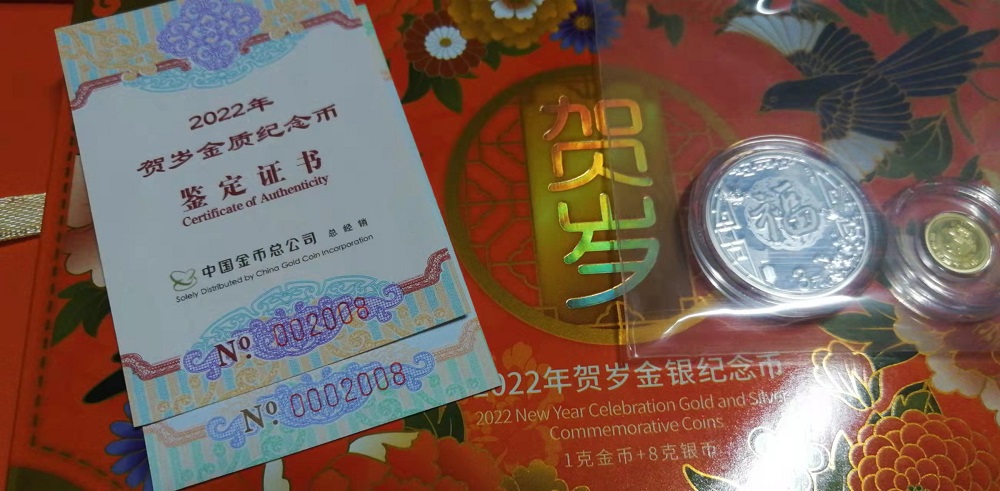 2022年
贺岁金质纪念币
鉴定证书
Certificate of Authenticity
中国金币总公司 总经销
Solely Distributed by China Gold Coin Incorporation
No. 002008
No. 0002008
贺岁
福
2022年贺岁金银纪念币
2022 New Year Celebration Gold and Silver
Commemorative Coins
1克金币+8克银币